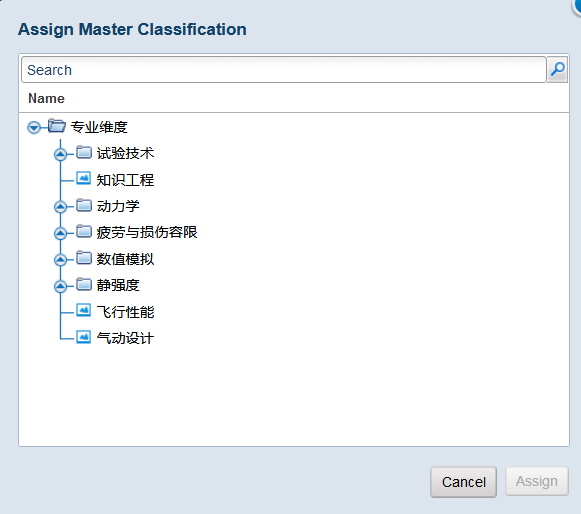 Assign Master Classification
Search
Name
专业维度
试验技术
知识工程
动力学
疲劳与损伤容限
数值模拟
静强度
飞行性能
气动设计
Cancel Assign